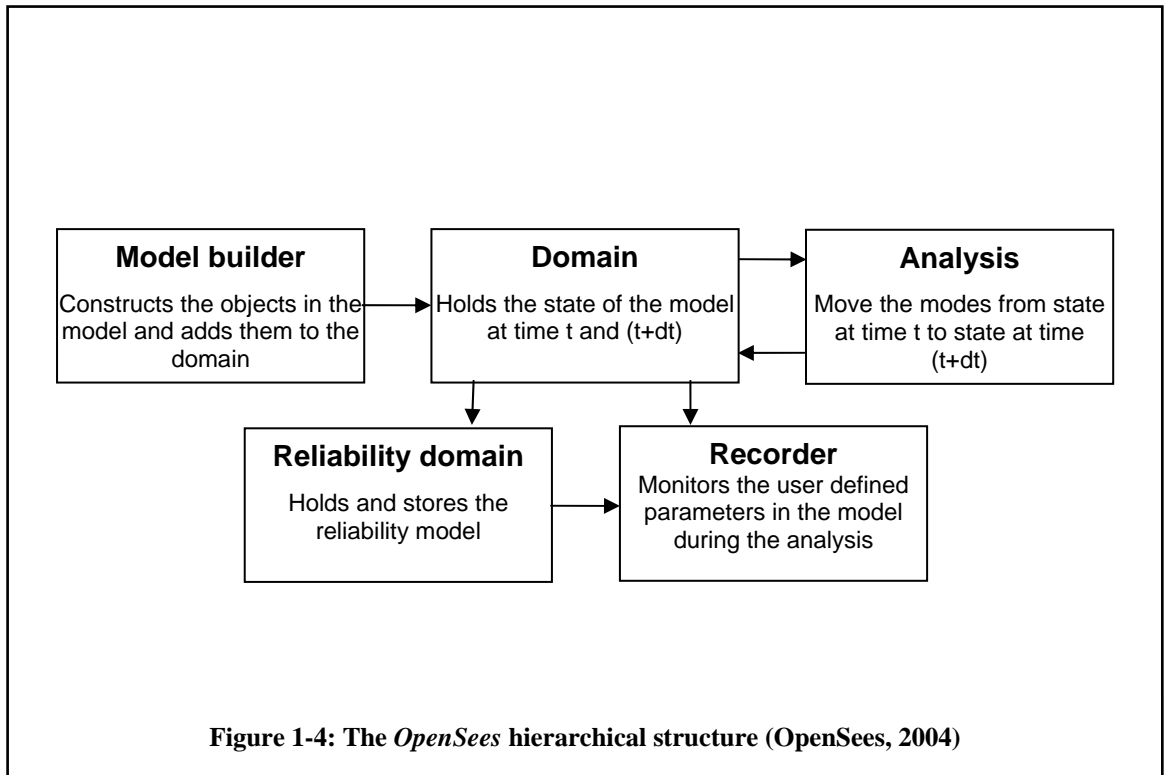 Model builder
Constructs the objects in the
model and adds them to the
domain
Domain
Holds the state of the model
at time t and (t+dt)
Analysis
Move the modes from state
at time t to state at time
(t+dt)
Reliability domain
Holds and stores the
reliability model
Recorder
Monitors the user defined
parameters in the model
during the analysis
Figure 1-4: The OpenSees hierarchical structure (OpenSees, 2004)